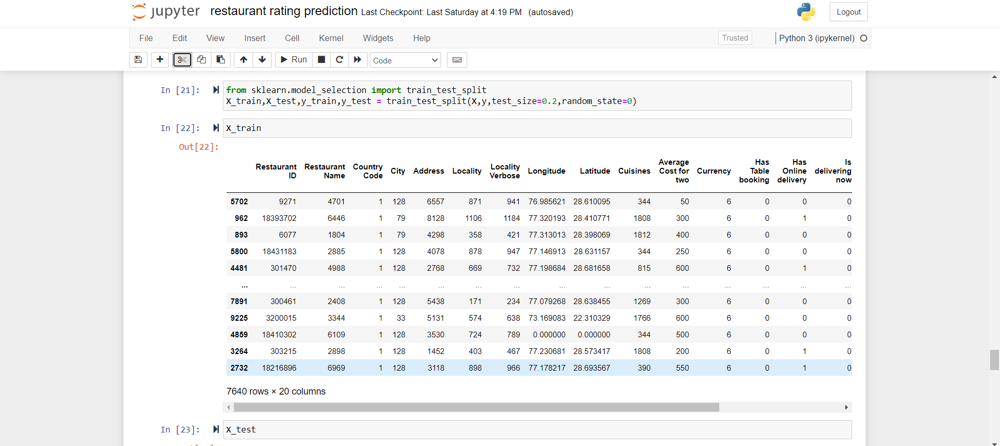 jupyter restaurant rating prediction Last Checkpoint: Last Saturday at 4:19 PM (autosaved) Logout
File Edit View Insert Cell Kernel Widgets Help Trusted Python 3 (ipykernel)
Run Code
In [21]: from sklearn.model_selection import train_test_split
X_train,X_test,y_train,y_test = train_test_split(X,y,test_size=0.2,random_state=0)
In [22]: X_train
Out[22]:
Restaurant ID Restaurant Name Country Code City Address Locality Locality Verbose Longitude Latitude Cuisines Average Cost for two Currency Has Table booking Has Online delivery Is delivering now
5702 9271 4701 1 128 6557 871 941 76.985621 28.610095 344 50 6 0 0 0
962 18393702 6446 1 79 8128 1106 1184 77.320193 28.410771 1808 300 6 0 1 0
893 6077 1804 1 79 4298 358 421 77.313013 28.398069 1812 400 6 0 0 0
5800 18431183 2885 1 128 4078 878 947 77.146913 28.631157 344 250 6 0 0 0
4481 301470 4988 1 128 2768 669 732 77.198684 28.681658 815 600 6 0 1 0
... ... ... ... ... ... ... ... ... ... ... ... ... ... ... ...
7891 300461 2408 1 128 5438 171 234 77.079268 28.638455 1269 300 6 0 0 0
9225 3200015 3344 1 33 5131 574 638 73.169083 22.310329 1766 600 6 0 0 0
4859 18410302 6109 1 128 3530 724 789 0.000000 0.000000 344 500 6 0 0 0
3264 303215 2898 1 128 1452 403 467 77.230681 28.573417 1808 200 6 0 1 0
2732 18216896 6969 1 128 3118 898 966 77.178217 28.693567 390 550 6 0 1 0
7640 rows × 20 columns
In [23]: X_test